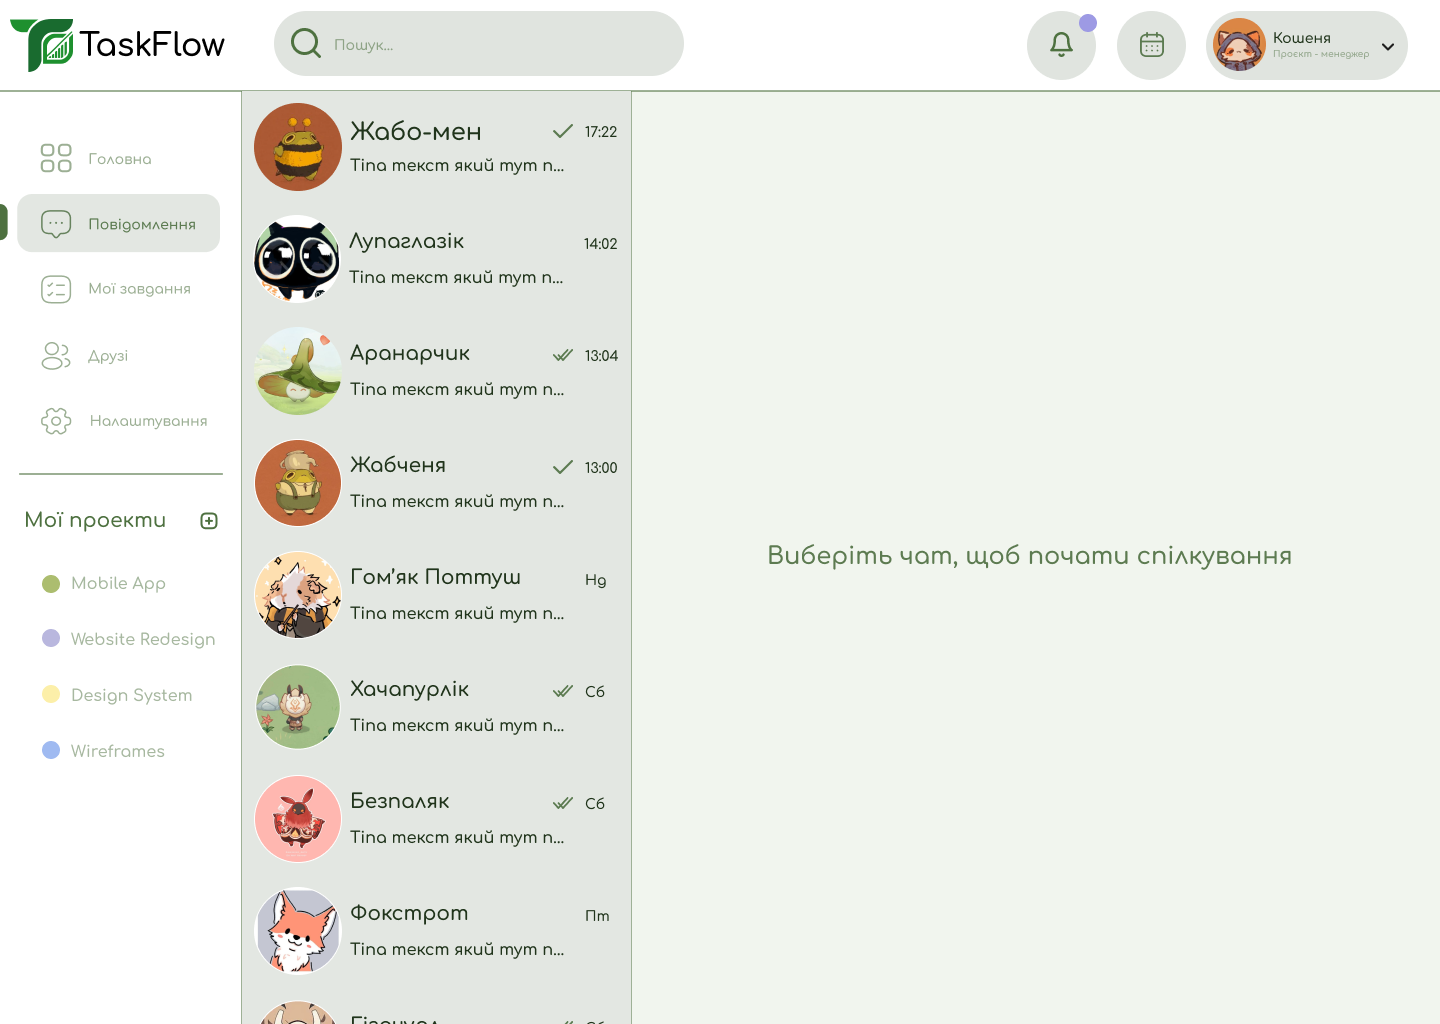 TaskFlow
Пошук...
Кошеня
Проєкт - менеджер
Головна
Повідомлення
Мої завдання
Друзі
Налаштування
Мої проекти
Mobile App
Website Redesign
Design System
Wireframes
Жабо-мен
17:22
Тіпа текст який тут п...
Лупаглазік
14:02
Тіпа текст який тут п...
Аранарчик
13:04
Тіпа текст який тут п...
Жабченя
13:00
Тіпа текст який тут п...
Гом’як Поттуш
Нд
Тіпа текст який тут п...
Хачапурлік
Сб
Тіпа текст який тут п...
Безпаляк
Сб
Тіпа текст який тут п...
Фокстрот
Пт
Тіпа текст який тут п...
Виберіть чат, щоб почати спілкування